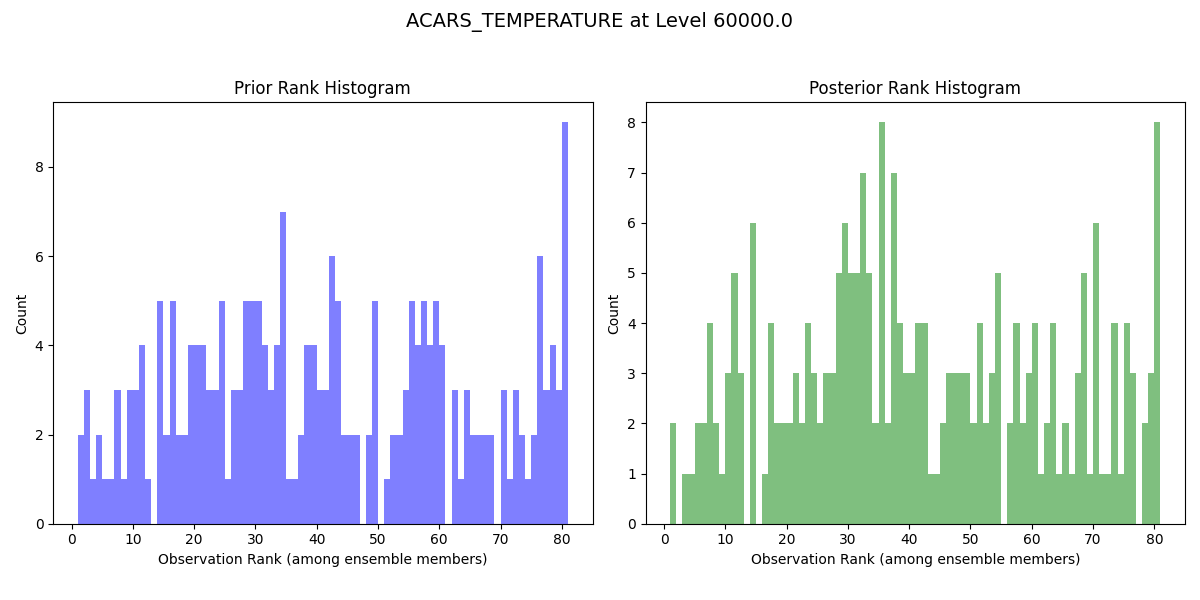 ACARS_TEMPERATURE at Level 60000.0
Prior Rank Histogram
Count
8
6
4
2
0
0 10 20 30 40 50 60 70 80
Observation Rank (among ensemble members)
Posterior Rank Histogram
Count
8
7
6
5
4
3
2
1
0
0 10 20 30 40 50 60 70 80
Observation Rank (among ensemble members)